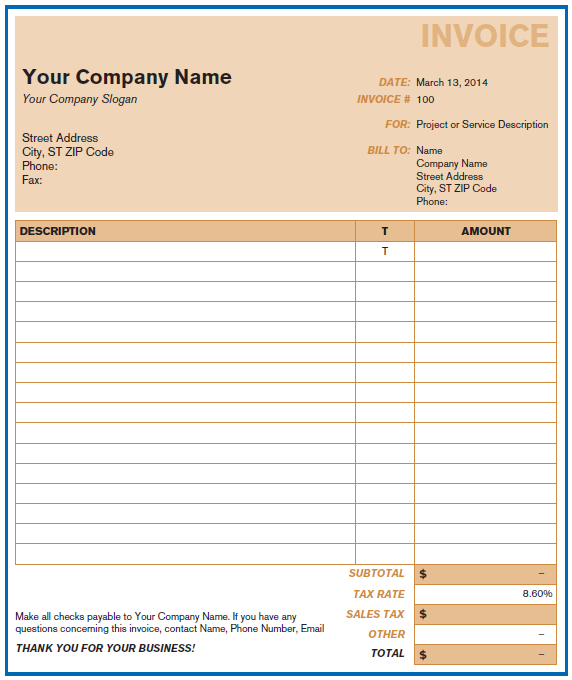 INVOICE
Your Company Name
Your Company Slogan
DATE: March 13, 2014
INVOICE # 100
FOR: Project or Service Description
Street Address
City, ST ZIP Code
Phone:
Fax:
BILL TO: Name
Company Name
Street Address
City, ST ZIP Code
Phone:
DESCRIPTION T AMOUNT
T
SUBTOTAL $ –
TAX RATE 8.60%
SALES TAX $
OTHER –
TOTAL $ –
Make all checks payable to Your Company Name. If you have any
questions concerning this invoice, contact Name, Phone Number, Email
THANK YOU FOR YOUR BUSINESS!